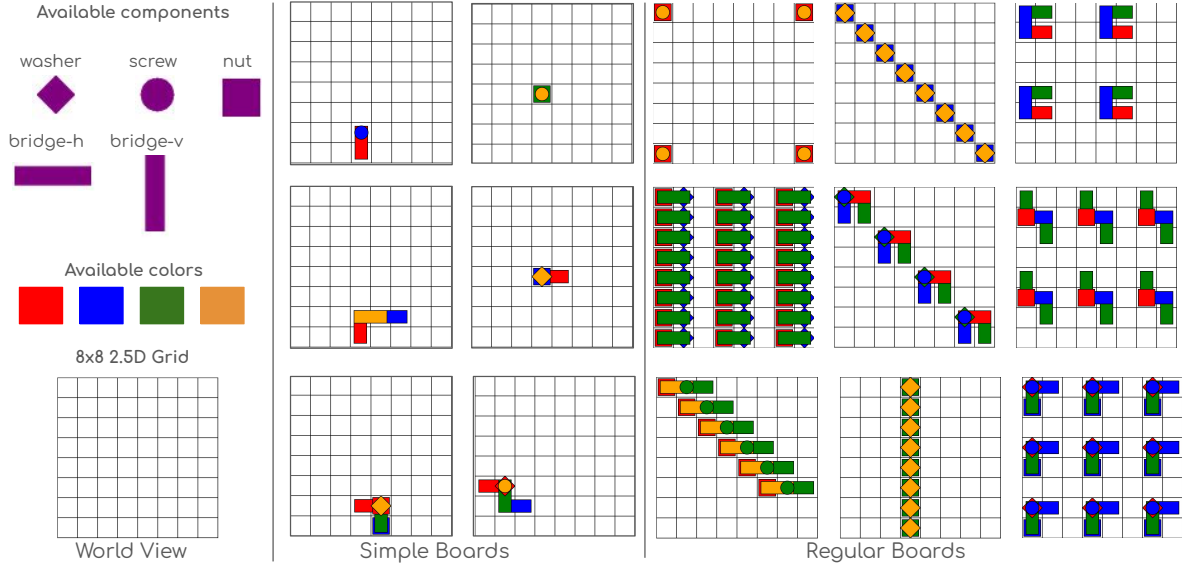 Available components
washer screw nut
bridge-h bridge-v
Available colors
8x8 2.5D Grid
World View
Simple Boards
Regular Boards